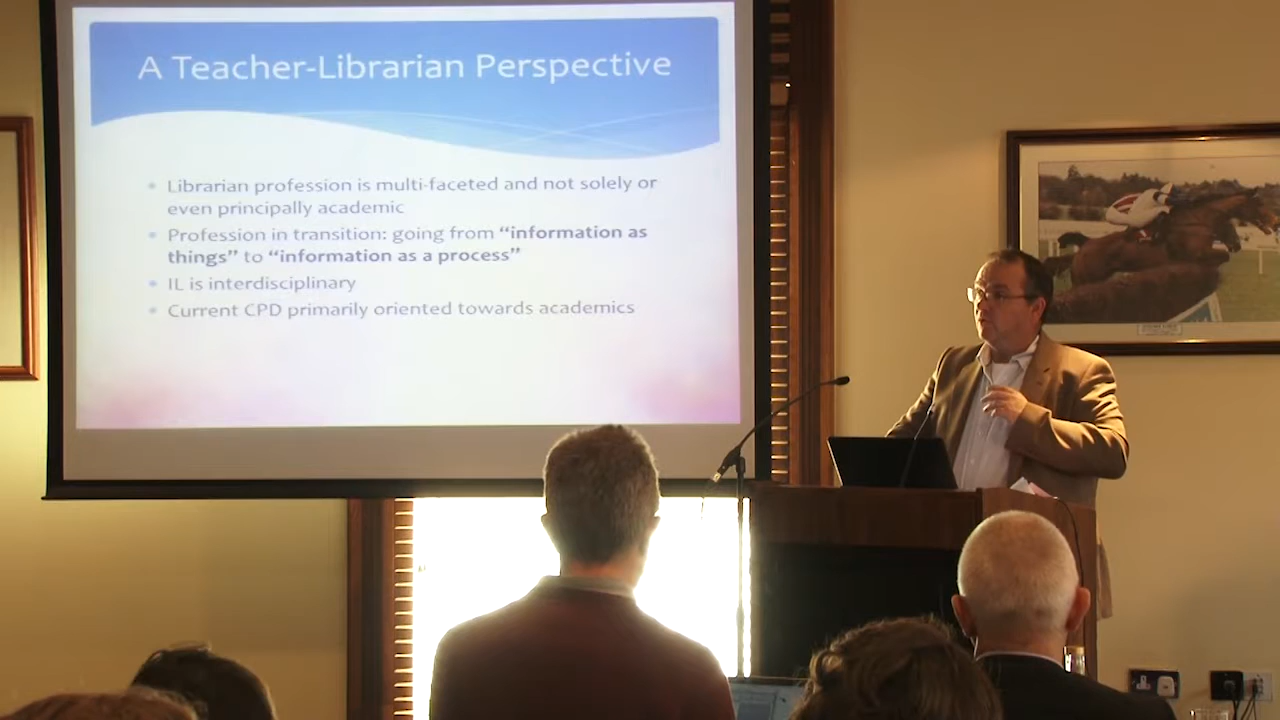 A Teacher-Librarian Perspective
Librarian profession is multi-faceted and not solely or
even principally academic
Profession in transition: going from “information as
things” to “information as a process”
IL is interdisciplinary
Current CPD primarily oriented towards academics